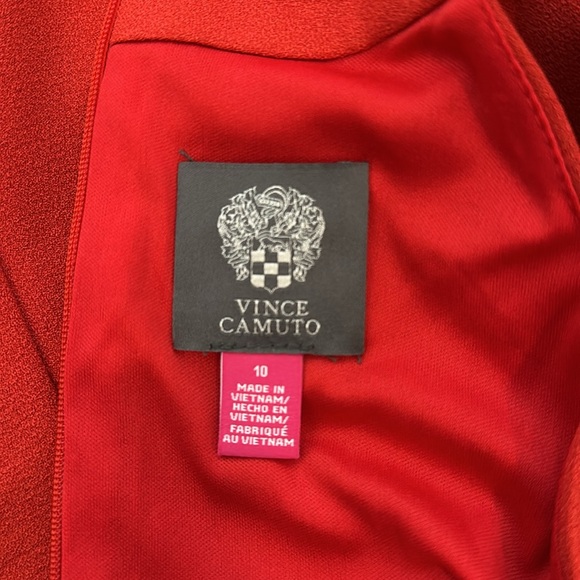 VINCE
CAMUTO
10
MADE IN
VIETNAM/
HECHO EN
VIETNAM/
FABRIQUÉ
AU VIETNAM